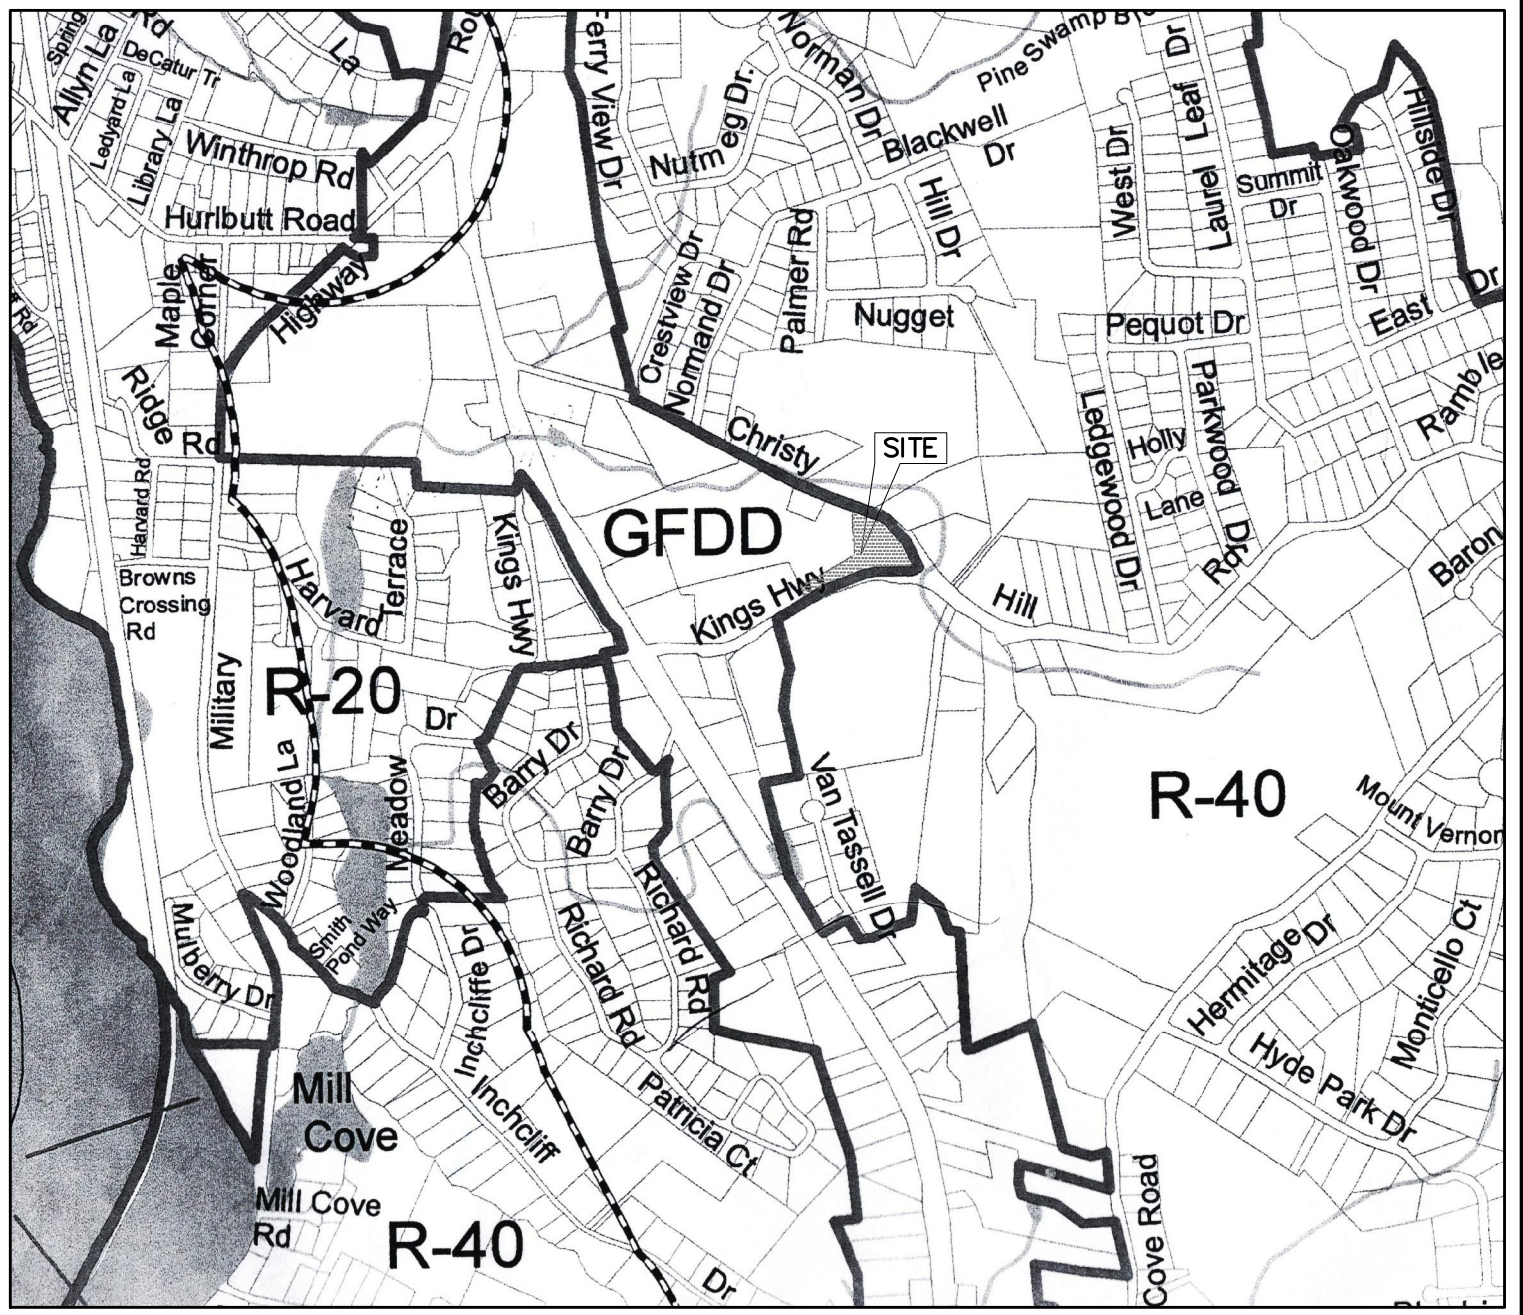 Spring
Allyn La
Rd
DeCatur Tr
La
Ledyard La
Library La
Winthrop Rd
Hurlbutt Road
Maple
Corner
Highway
Ferry View Dr
Nutmeg Dr.
Norman Dr
Pine Swamp
Blackwell
Dr
Hill Dr
Crestview Dr
Normand Dr
Palmer Rd
Nugget
West Dr
Laurel Leaf Dr
Summit
Dr
Oakwood Dr
Hillside Dr
Pequot Dr
East
Dr
Ramble
Ridge
Rd
Harvard Rd
Christy
SITE
Ledgewood Dr
Holly
Lane
Parkwood Dr
Rd
Baron
GFDD
Kings Hwy
Kings Hwy
Terrace
Harvard
Browns
Crossing
Rd
Hill
R-20
Military
Dr
Woodland La
Meadow
Barry Dr
Barry Dr
Van Tassell Dr
R-40
Mount Vernon
Mulberry Dr
Smith
Pond Way
Inchcliffe Dr
Richard Rd
Richard Rd
Hermitage Dr
Monticello Ct
Hyde Park Dr
Mill
Cove
Inchcliff
Patricia Ct
Mill Cove
Rd
R-40
Dr
Cove Road